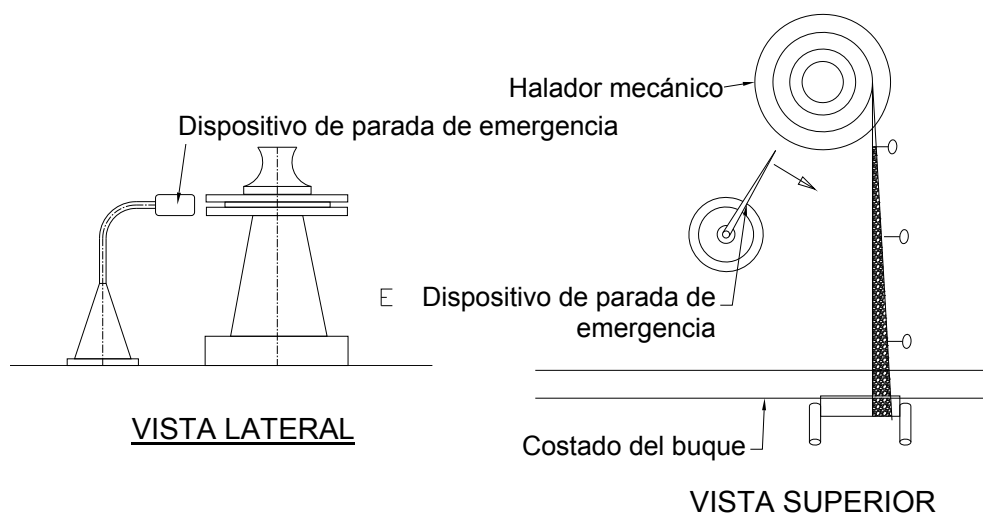 Halador mecánico
Dispositivo de parada de emergencia
E Dispositivo de parada de
emergencia
VISTA LATERAL
Costado del buque
VISTA SUPERIOR